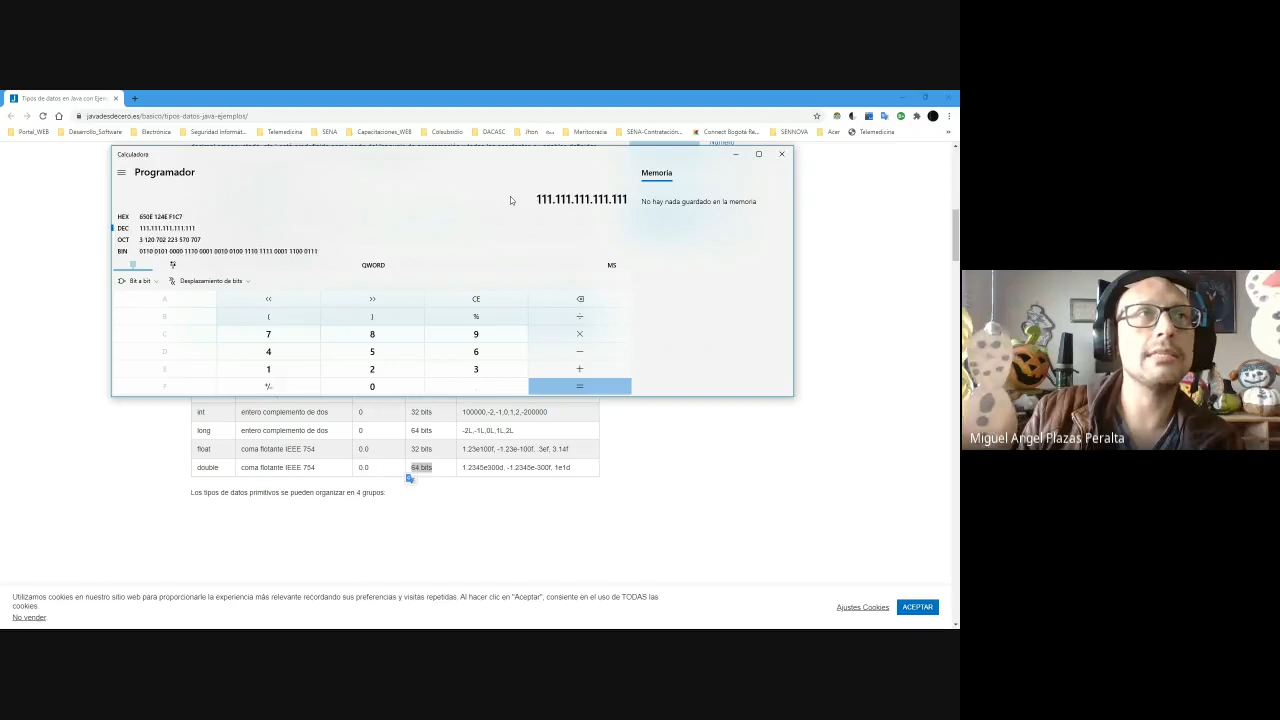 Tipos de datos en Java con Ejem
javadesdecero.es/basico/tipos-datos-java-ejemplos/
Portal_WEB Desarrollo_Software Electrónica Seguridad Informát... Telemedicina SENA Capacitaciones_WEB Colsubsidio DACASC Jhon Meritocracia SENA-Contratación... Connect Bogotá Re... SENNOVA Acer Telemedicina »
Calculadora
Programador
Memoria
111.111.111.111.111
No hay nada guardado en la memoria
HEX 650E 124E F1C7
DEC 111.111.111.111.111
OCT 3 120 702 223 570 707
BIN 0110 0101 0000 1110 0001 0010 0100 1110 1111 0001 1100 0111
QWORD MS
Bit a bit Desplazamiento de bits
A << >> CE
B ( ) % ÷
C 7 8 9 ×
D 4 5 6 −
E 1 2 3 +
F +/- 0 . =
int entero complemento de dos 0 32 bits 100000,-2,-1,0,1,2,-200000
long entero complemento de dos 0 64 bits -2L,-1L,0L,1L,2L
float coma flotante IEEE 754 0.0 32 bits 1.23e100f, -1.23e-100f, .3ef, 3.14f
double coma flotante IEEE 754 0.0 64 bits 1.2345e300d, -1.2345e-300f, 1e1d
Los tipos de datos primitivos se pueden organizar en 4 grupos:
Utilizamos cookies en nuestro sitio web para proporcionarle la experiencia más relevante recordando sus preferencias y visitas repetidas. Al hacer clic en "Aceptar", consiente en el uso de TODAS las
cookies.
No vender
Ajustes Cookies ACEPTAR
Miguel Angel Plazas Peralta